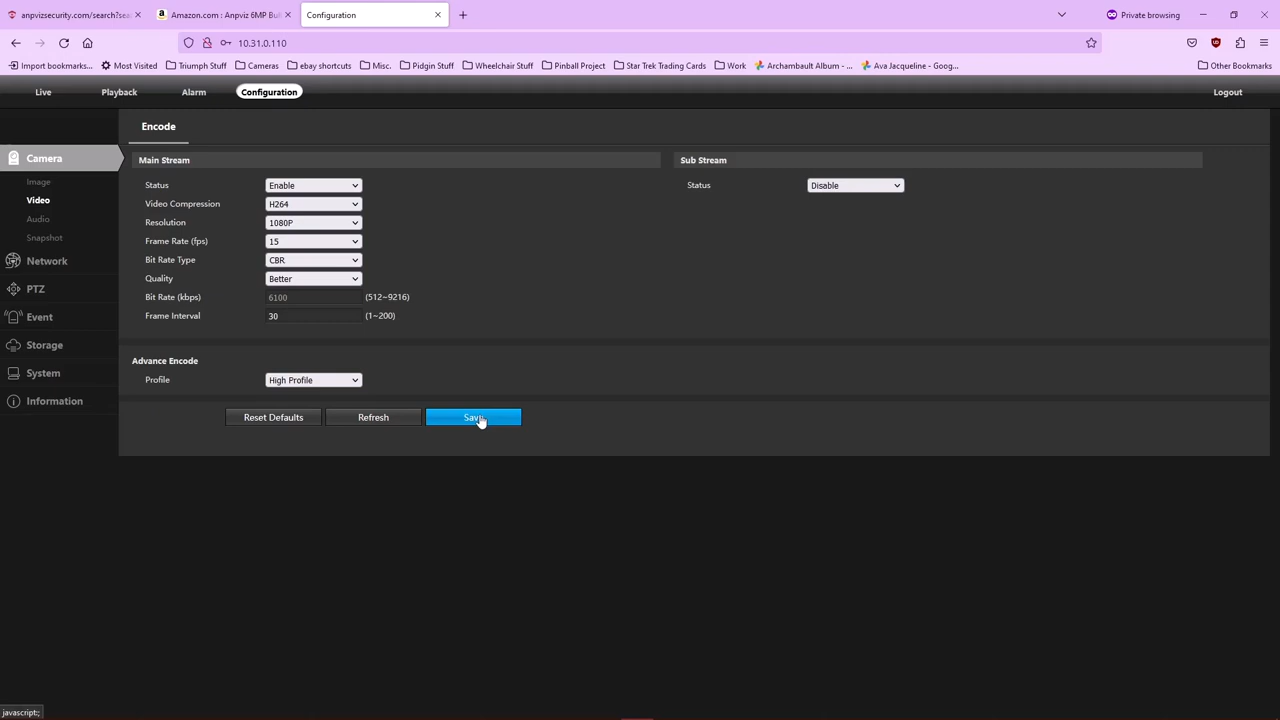 anpvizsecurity.com/search?sea
Amazon.com : Anpviz 6MP Bul
Configuration
Private browsing
10.31.0.110
Import bookmarks...
Most Visited
Triumph Stuff
Cameras
ebay shortcuts
Misc.
Pidgin Stuff
Wheelchair Stuff
Pinball Project
Star Trek Trading Cards
Work
Archambault Album - ...
Ava Jacqueline - Goog...
Other Bookmarks
Live
Playback
Alarm
Configuration
Logout
Encode
Camera
Image
Video
Audio
Snapshot
Network
PTZ
Event
Storage
System
Information
Main Stream
Status Enable
Video Compression H264
Resolution 1080P
Frame Rate (fps) 15
Bit Rate Type CBR
Quality Better
Bit Rate (kbps) 6100 (512~9216)
Frame Interval 30 (1~200)
Sub Stream
Status Disable
Advance Encode
Profile High Profile
Reset Defaults
Refresh
Save
javascript:;